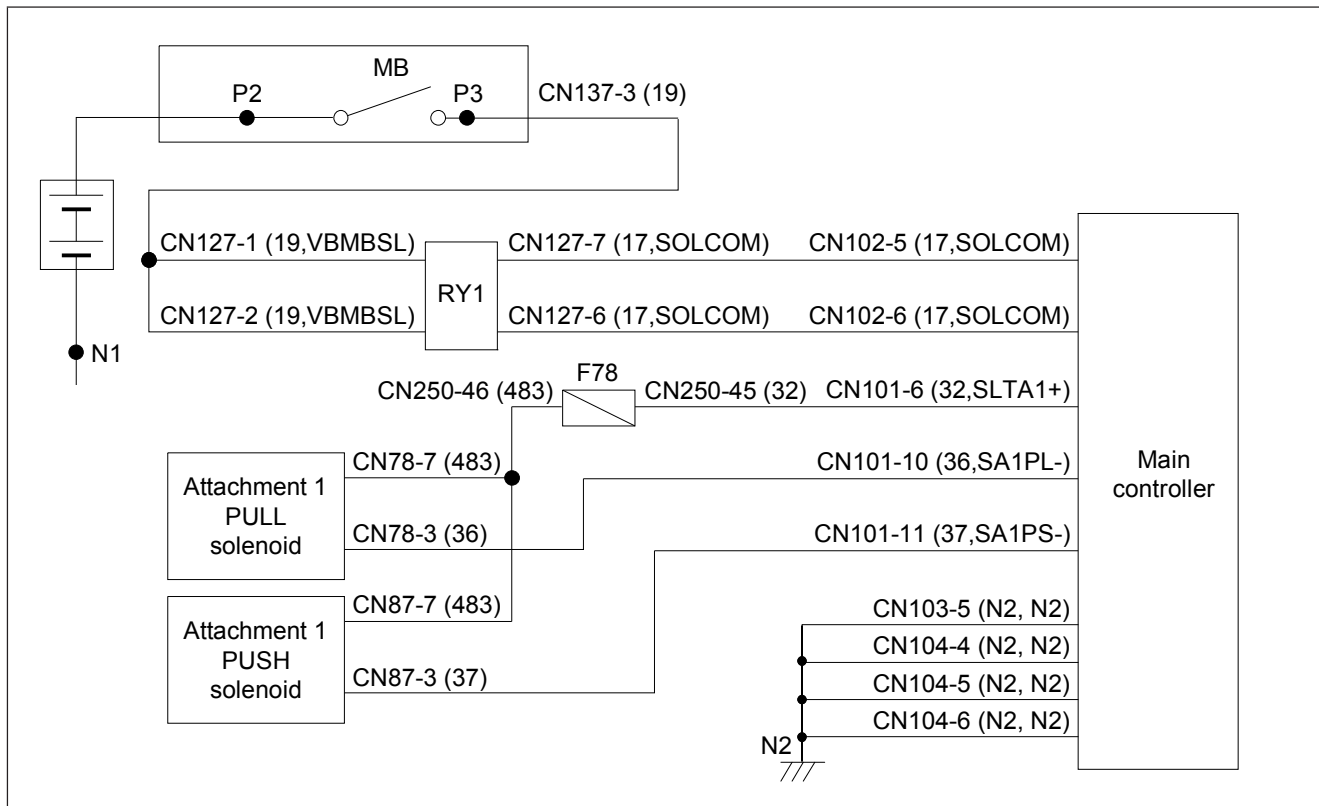 MB
P2
P3
CN137-3 (19)
CN127-1 (19,VBMBSL)
CN127-7 (17,SOLCOM)
CN102-5 (17,SOLCOM)
RY1
CN127-2 (19,VBMBSL)
CN127-6 (17,SOLCOM)
CN102-6 (17,SOLCOM)
N1
F78
CN250-46 (483)
CN250-45 (32)
CN101-6 (32,SLTA1+)
CN78-7 (483)
CN101-10 (36,SA1PL-)
Attachment 1
PULL
solenoid
Main
controller
CN78-3 (36)
CN101-11 (37,SA1PS-)
CN87-7 (483)
Attachment 1
PUSH
solenoid
CN87-3 (37)
CN103-5 (N2, N2)
CN104-4 (N2, N2)
CN104-5 (N2, N2)
CN104-6 (N2, N2)
N2